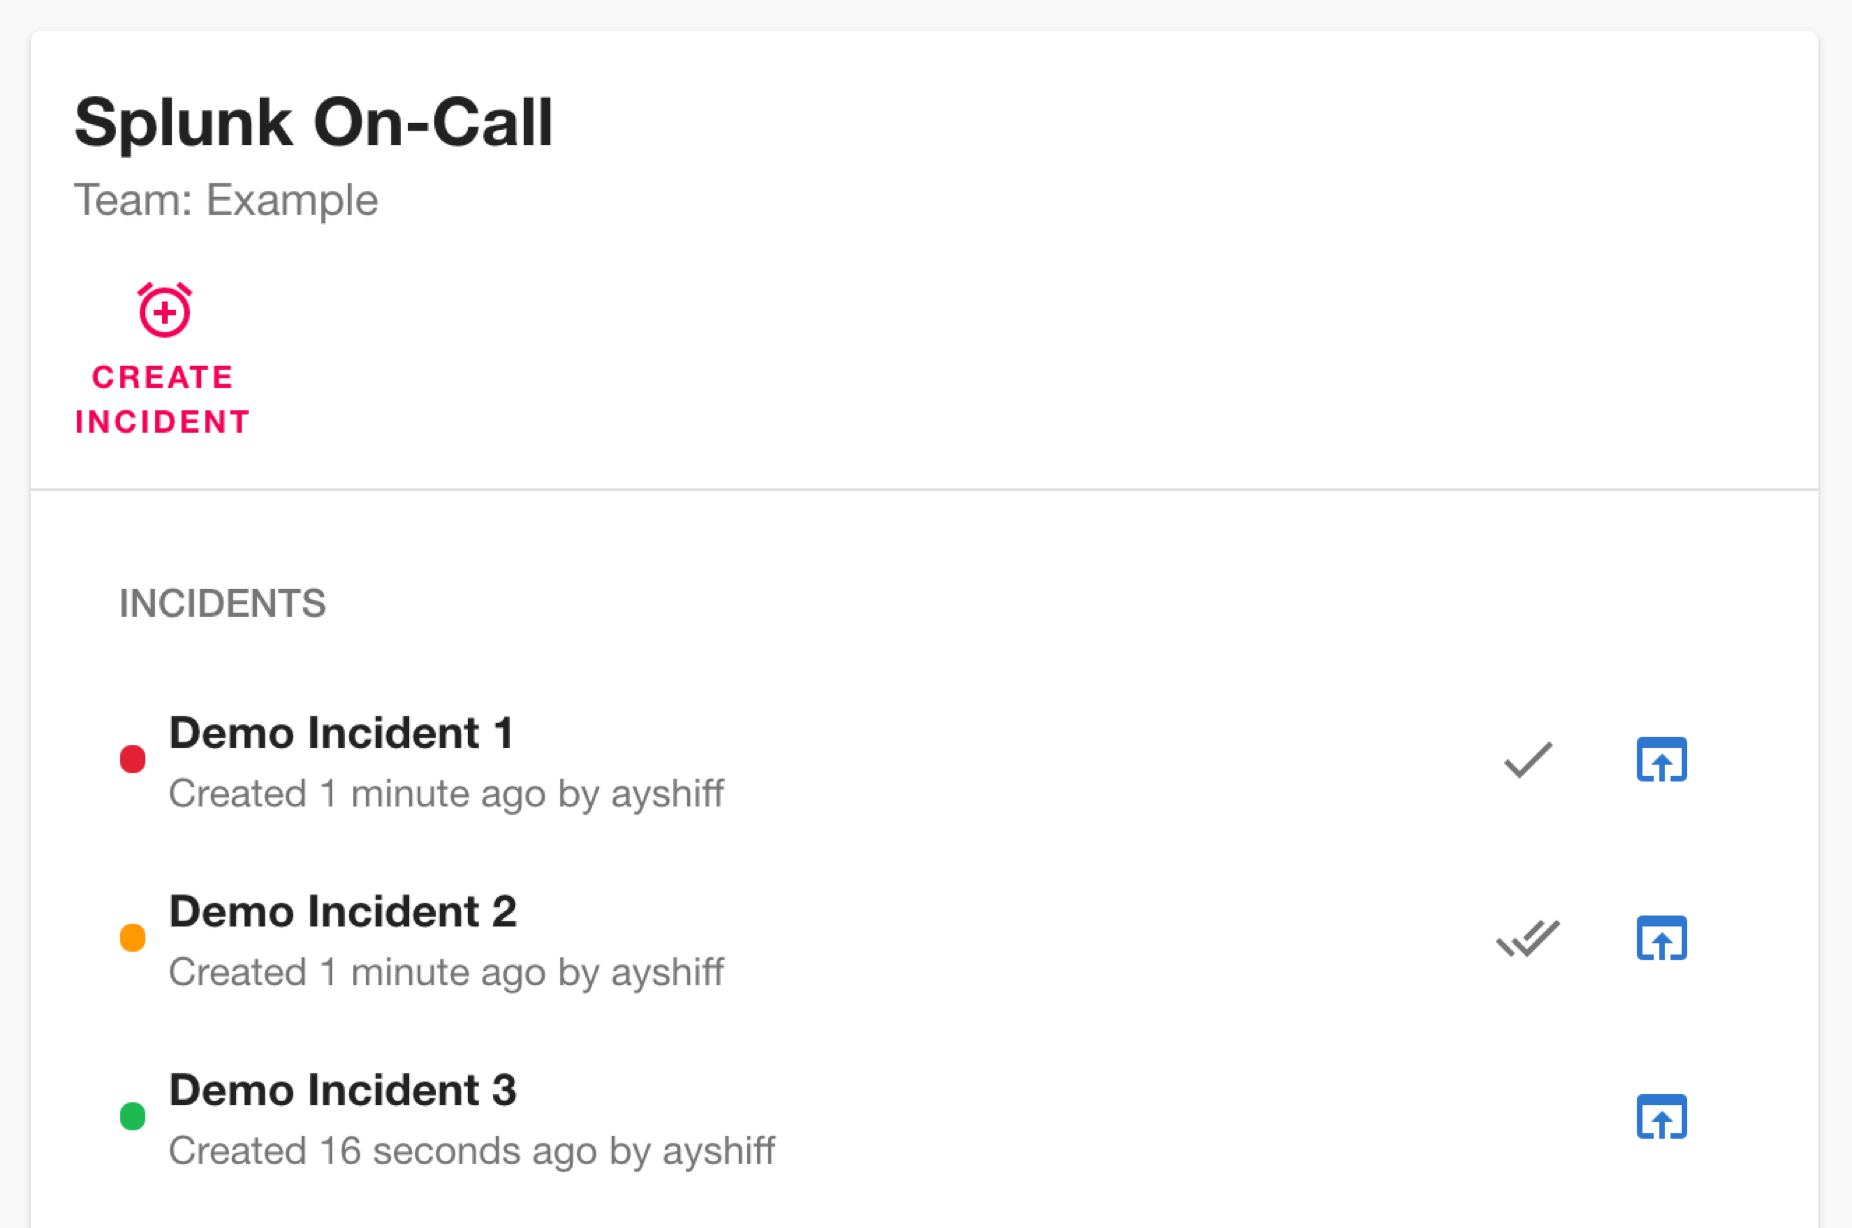 Splunk On-Call
Team: Example
CREATE
INCIDENT
INCIDENTS
Demo Incident 1
Created 1 minute ago by ayshiff
Demo Incident 2
Created 1 minute ago by ayshiff
Demo Incident 3
Created 16 seconds ago by ayshiff